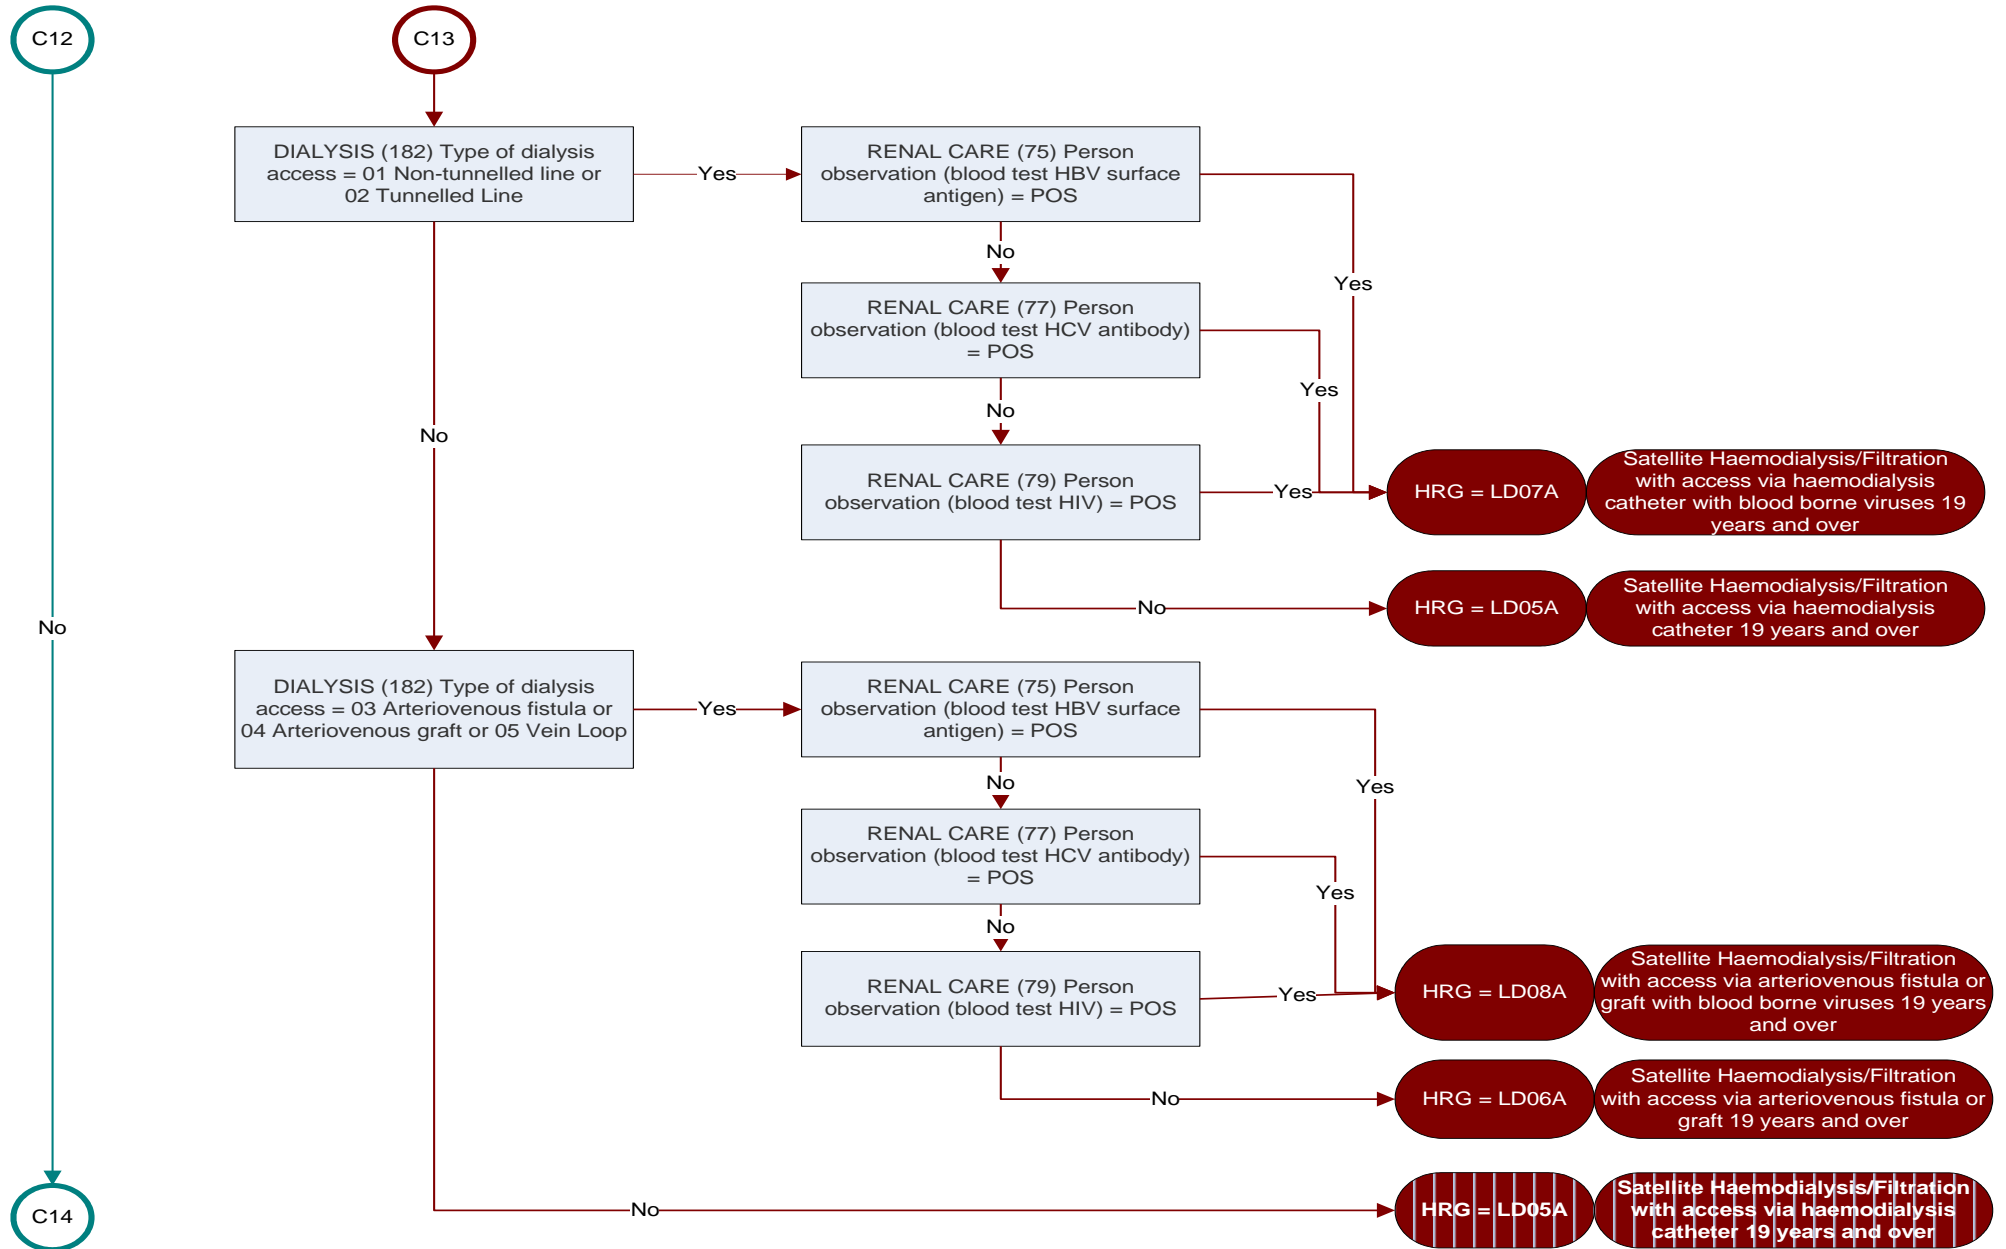 C12
C13
DIALYSIS (182) Type of dialysis
access = 01 Non-tunnelled line or
02 Tunnelled Line
Yes
RENAL CARE (75) Person
observation (blood test HBV surface
antigen) = POS
No
Yes
RENAL CARE (77) Person
observation (blood test HCV antibody)
= POS
Yes
No
No
RENAL CARE (79) Person
observation (blood test HIV) = POS
Yes
HRG = LD07A
Satellite Haemodialysis/Filtration
with access via haemodialysis
catheter with blood borne viruses 19
years and over
No
HRG = LD05A
Satellite Haemodialysis/Filtration
with access via haemodialysis
catheter 19 years and over
No
DIALYSIS (182) Type of dialysis
access = 03 Arteriovenous fistula or
04 Arteriovenous graft or 05 Vein Loop
Yes
RENAL CARE (75) Person
observation (blood test HBV surface
antigen) = POS
No
Yes
RENAL CARE (77) Person
observation (blood test HCV antibody)
= POS
Yes
No
RENAL CARE (79) Person
observation (blood test HIV) = POS
Yes
HRG = LD08A
Satellite Haemodialysis/Filtration
with access via arteriovenous fistula or
graft with blood borne viruses 19 years
and over
No
HRG = LD06A
Satellite Haemodialysis/Filtration
with access via arteriovenous fistula or
graft 19 years and over
C14
No
HRG = LD05A
Satellite Haemodialysis/Filtration
with access via haemodialysis
catheter 19 years and over